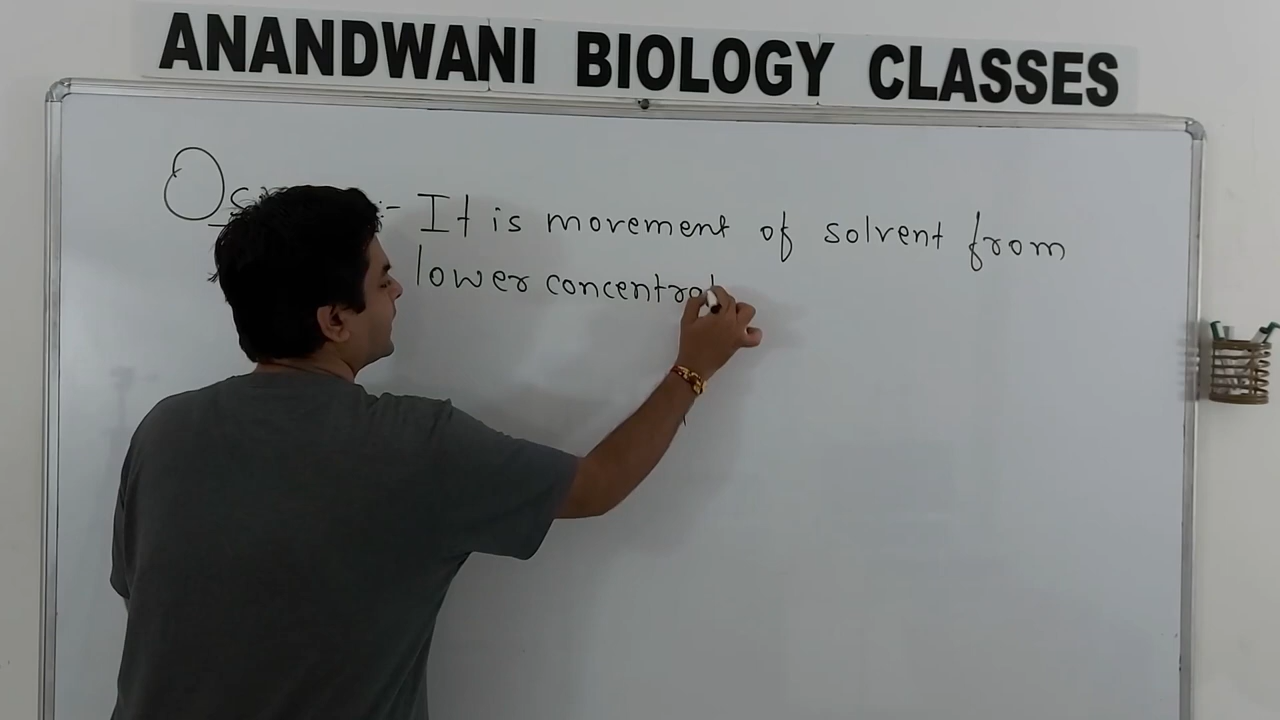 ANANDWANI BIOLOGY CLASSES
:- It is movement of solvent from
lower